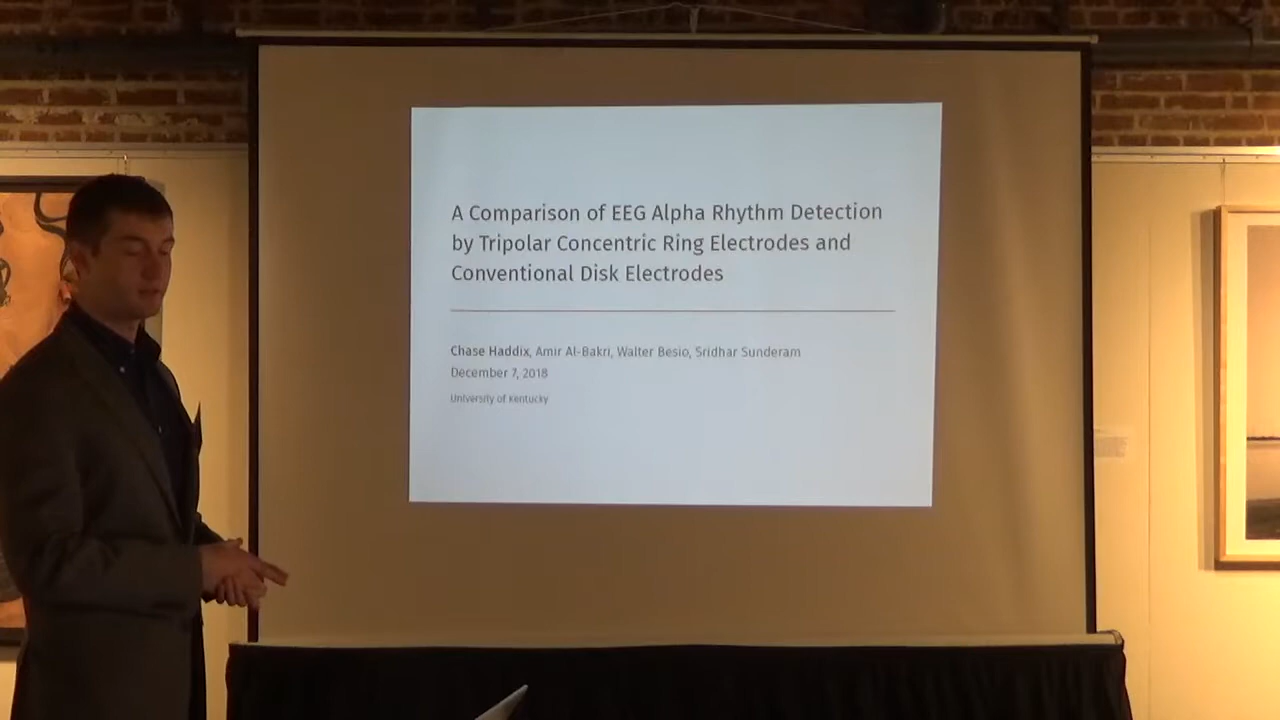 A Comparison of EEG Alpha Rhythm Detection
by Tripolar Concentric Ring Electrodes and
Conventional Disk Electrodes
Chase Haddix, Amir Al-Bakri, Walter Besio, Sridhar Sunderam
December 7, 2018
University of Kentucky